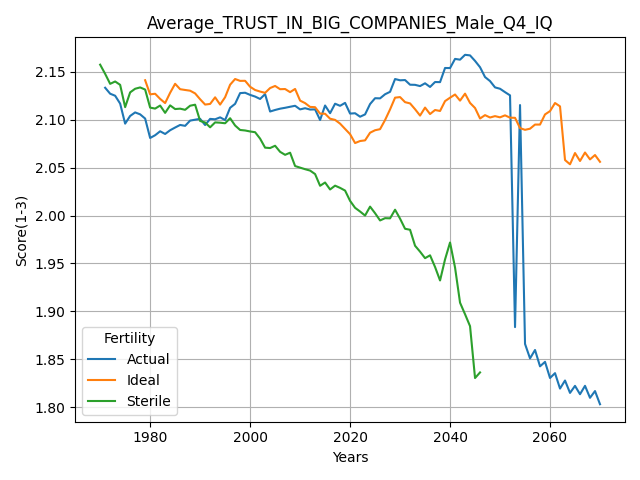 Average_TRUST_IN_BIG_COMPANIES_Male_Q4_IQ
Score(1-3)
2.15
2.10
2.05
2.00
1.95
1.90
1.85
1.80
Fertility
Actual
Ideal
Sterile
1980 2000 2020 2040 2060
Years